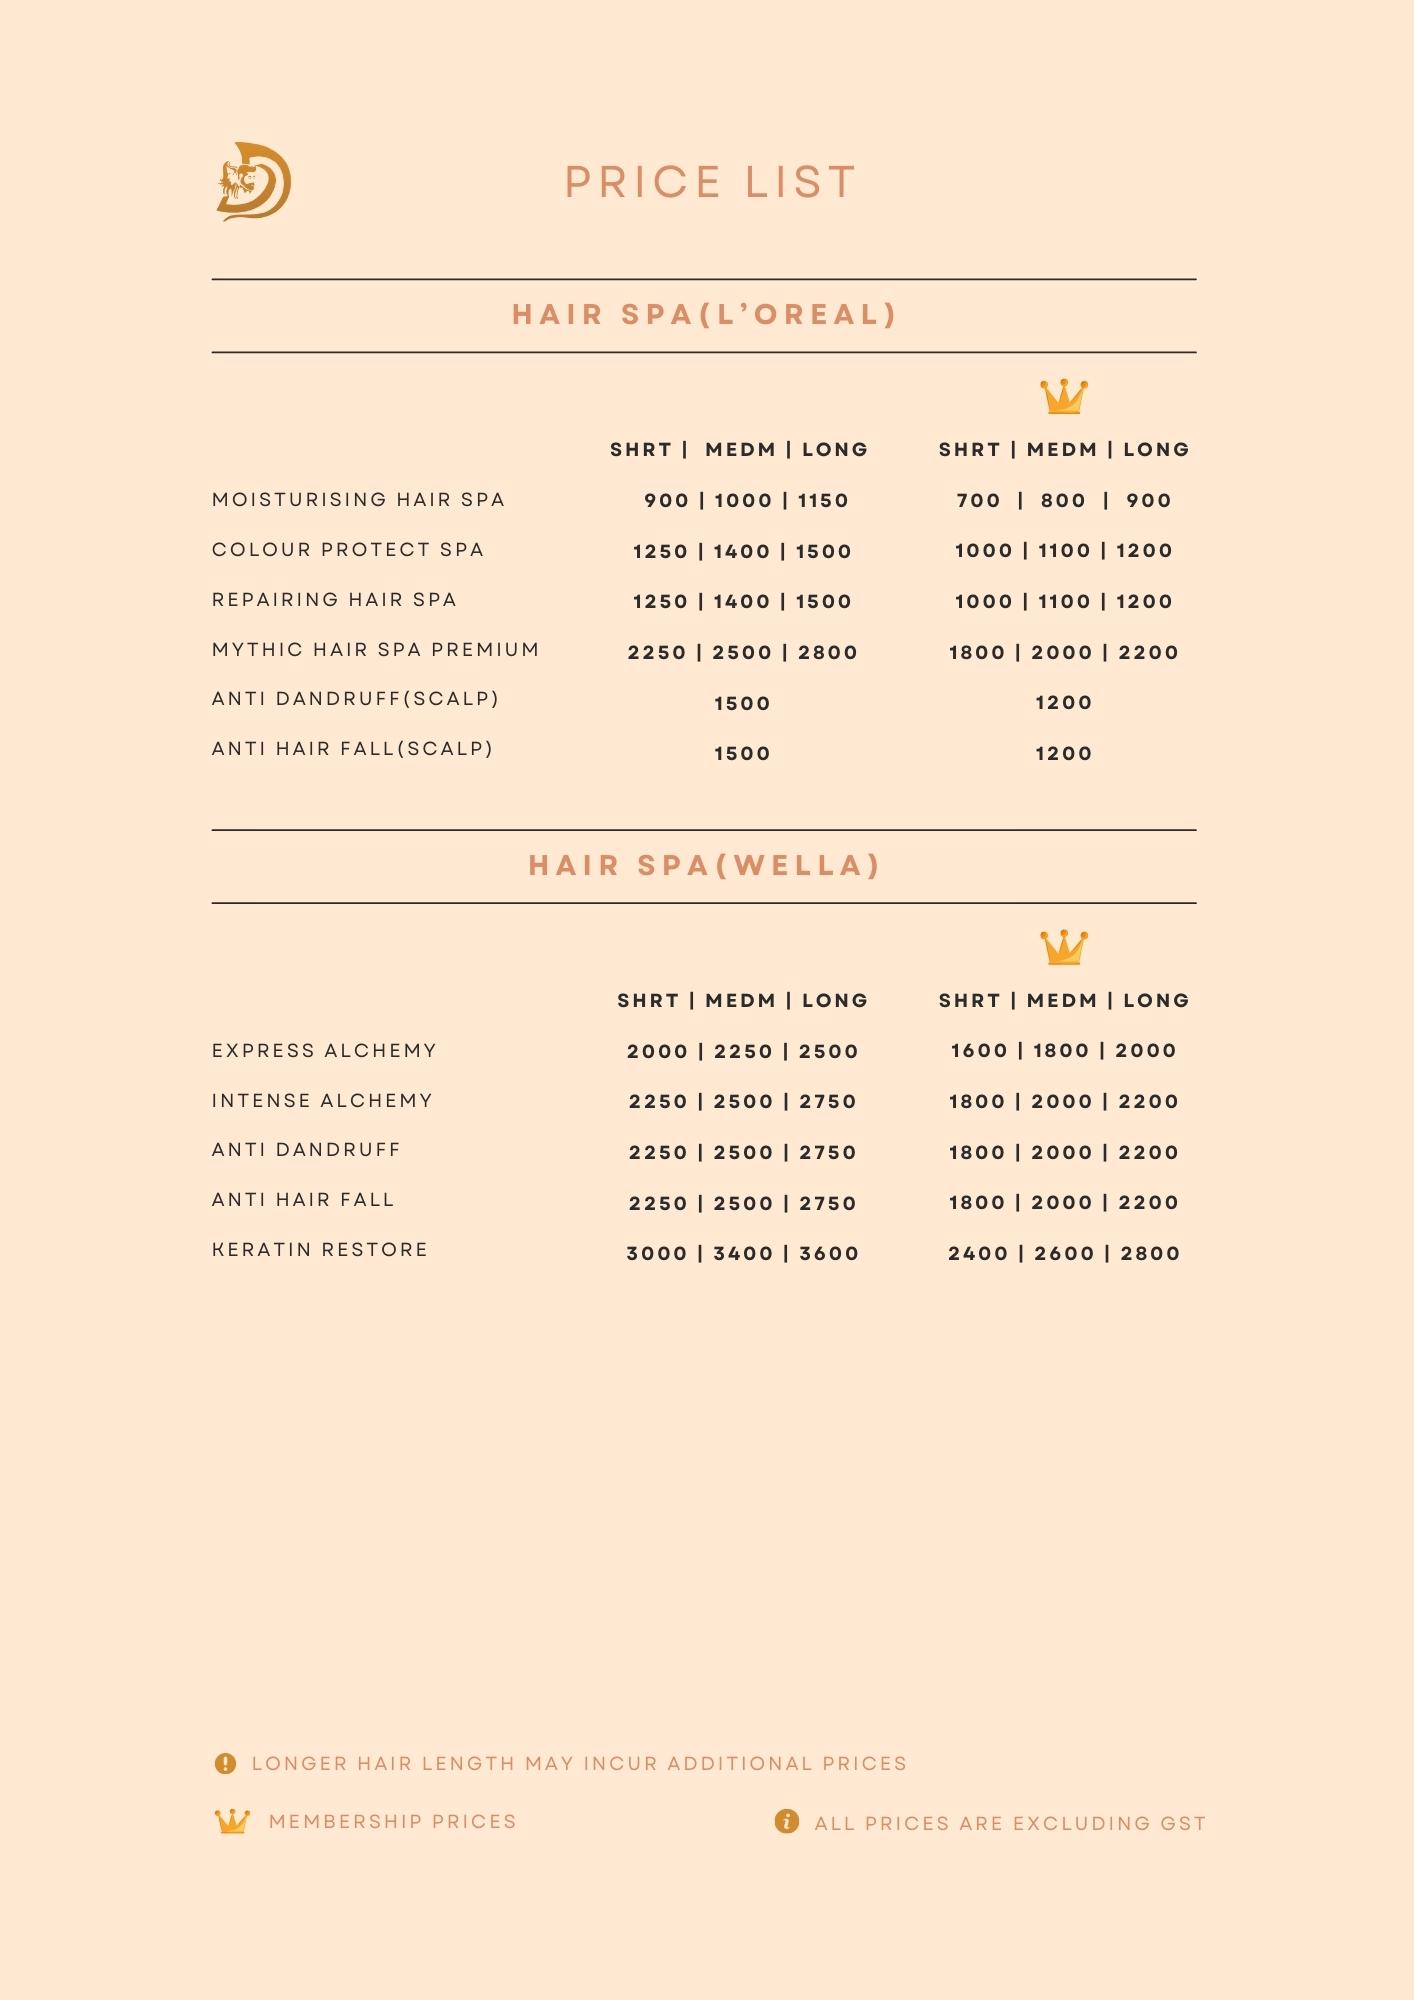 PRICE LIST
HAIR SPA(L’OREAL)
SHRT | MEDM | LONG SHRT | MEDM | LONG
MOISTURISING HAIR SPA 900 | 1000 | 1150 700 | 800 | 900
COLOUR PROTECT SPA 1250 | 1400 | 1500 1000 | 1100 | 1200
REPAIRING HAIR SPA 1250 | 1400 | 1500 1000 | 1100 | 1200
MYTHIC HAIR SPA PREMIUM 2250 | 2500 | 2800 1800 | 2000 | 2200
ANTI DANDRUFF(SCALP) 1500 1200
ANTI HAIR FALL(SCALP) 1500 1200
HAIR SPA(WELLA)
SHRT | MEDM | LONG SHRT | MEDM | LONG
EXPRESS ALCHEMY 2000 | 2250 | 2500 1600 | 1800 | 2000
INTENSE ALCHEMY 2250 | 2500 | 2750 1800 | 2000 | 2200
ANTI DANDRUFF 2250 | 2500 | 2750 1800 | 2000 | 2200
ANTI HAIR FALL 2250 | 2500 | 2750 1800 | 2000 | 2200
KERATIN RESTORE 3000 | 3400 | 3600 2400 | 2600 | 2800
LONGER HAIR LENGTH MAY INCUR ADDITIONAL PRICES
MEMBERSHIP PRICES ALL PRICES ARE EXCLUDING GST